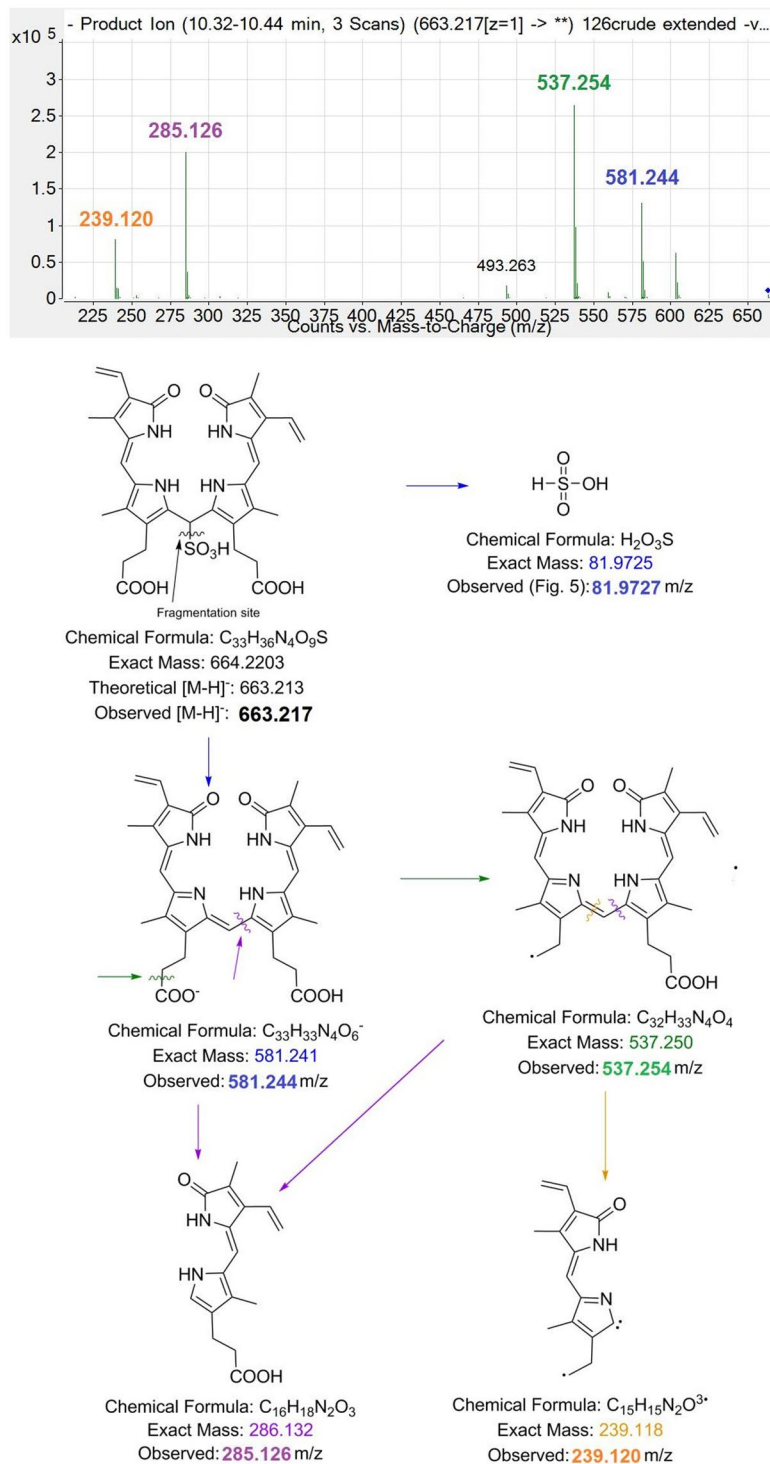 - Product Ion (10.32-10.44 min, 3 Scans) (663.217[z=1] -> **) 126crude extended -v...
x10 5
3
2.5
2
1.5
1
0.5
0
239.120
285.126
493.263
537.254
581.244
225 250 275 300 325 350 375 400 425 450 475 500 525 550 575 600 625 650
Counts vs. Mass-to-Charge (m/z)
O O
NH HN
NH HN
SO₃H
COOH COOH
Fragmentation site
Chemical Formula: C₃₃H₃₆N₄O₉S
Exact Mass: 664.2203
Theoretical [M-H]⁻: 663.213
Observed [M-H]⁻: 663.217
O
H-S-OH
O
Chemical Formula: H₂O₃S
Exact Mass: 81.9725
Observed (Fig. 5): 81.9727 m/z
O O
NH HN
N HN
COO⁻ COOH
Chemical Formula: C₃₃H₃₃N₄O₆⁻
Exact Mass: 581.241
Observed: 581.244 m/z
O O
NH HN
N HN
COOH
Chemical Formula: C₃₂H₃₃N₄O₄
Exact Mass: 537.250
Observed: 537.254 m/z
O
HN
HN
COOH
Chemical Formula: C₁₆H₁₈N₂O₃
Exact Mass: 286.132
Observed: 285.126 m/z
O
NH
N
Chemical Formula: C₁₅H₁₅N₂O³•
Exact Mass: 239.118
Observed: 239.120 m/z